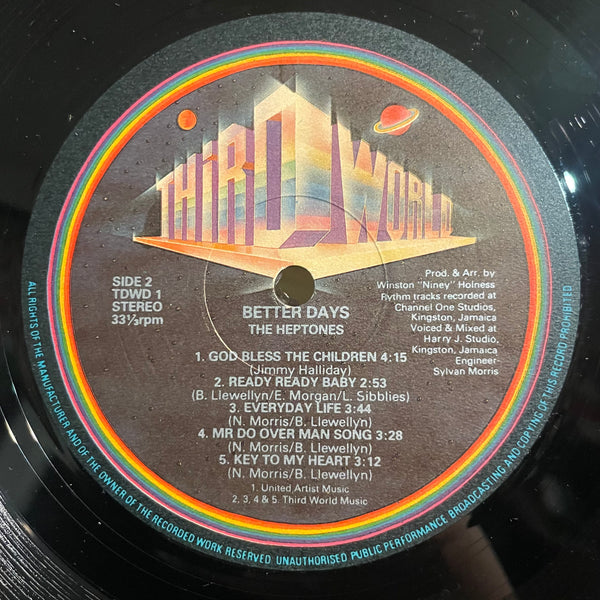 THiRD WORLD
SIDE 2
TDWD 1
STEREO
33⅓rpm
Prod. & Arr. by
Winston "Niney" Holness
Rythm tracks recorded at
Channel One Studios,
Kingston, Jamaica
Voiced & Mixed at
Harry J. Studio,
Kingston, Jamaica
Engineer-
Sylvan Morris
BETTER DAYS
THE HEPTONES
1. GOD BLESS THE CHILDREN 4:15
(Jimmy Halliday)
2. READY READY BABY 2:53
(B. Llewellyn/E. Morgan/L. Sibblies)
3. EVERYDAY LIFE 3:44
(N. Morris/B. Llewellyn)
4. MR DO OVER MAN SONG 3:28
(N. Morris/B. Llewellyn)
5. KEY TO MY HEART 3:12
(N. Morris/B. Llewellyn)
1. United Artist Music
2, 3, 4 & 5. Third World Music
ALL RIGHTS OF THE MANUFACTURER AND OF THE OWNER OF THE RECORDED WORK RESERVED. UNAUTHORISED PUBLIC PERFORMANCE BROADCASTING AND COPYING OF THIS RECORD PROHIBITED